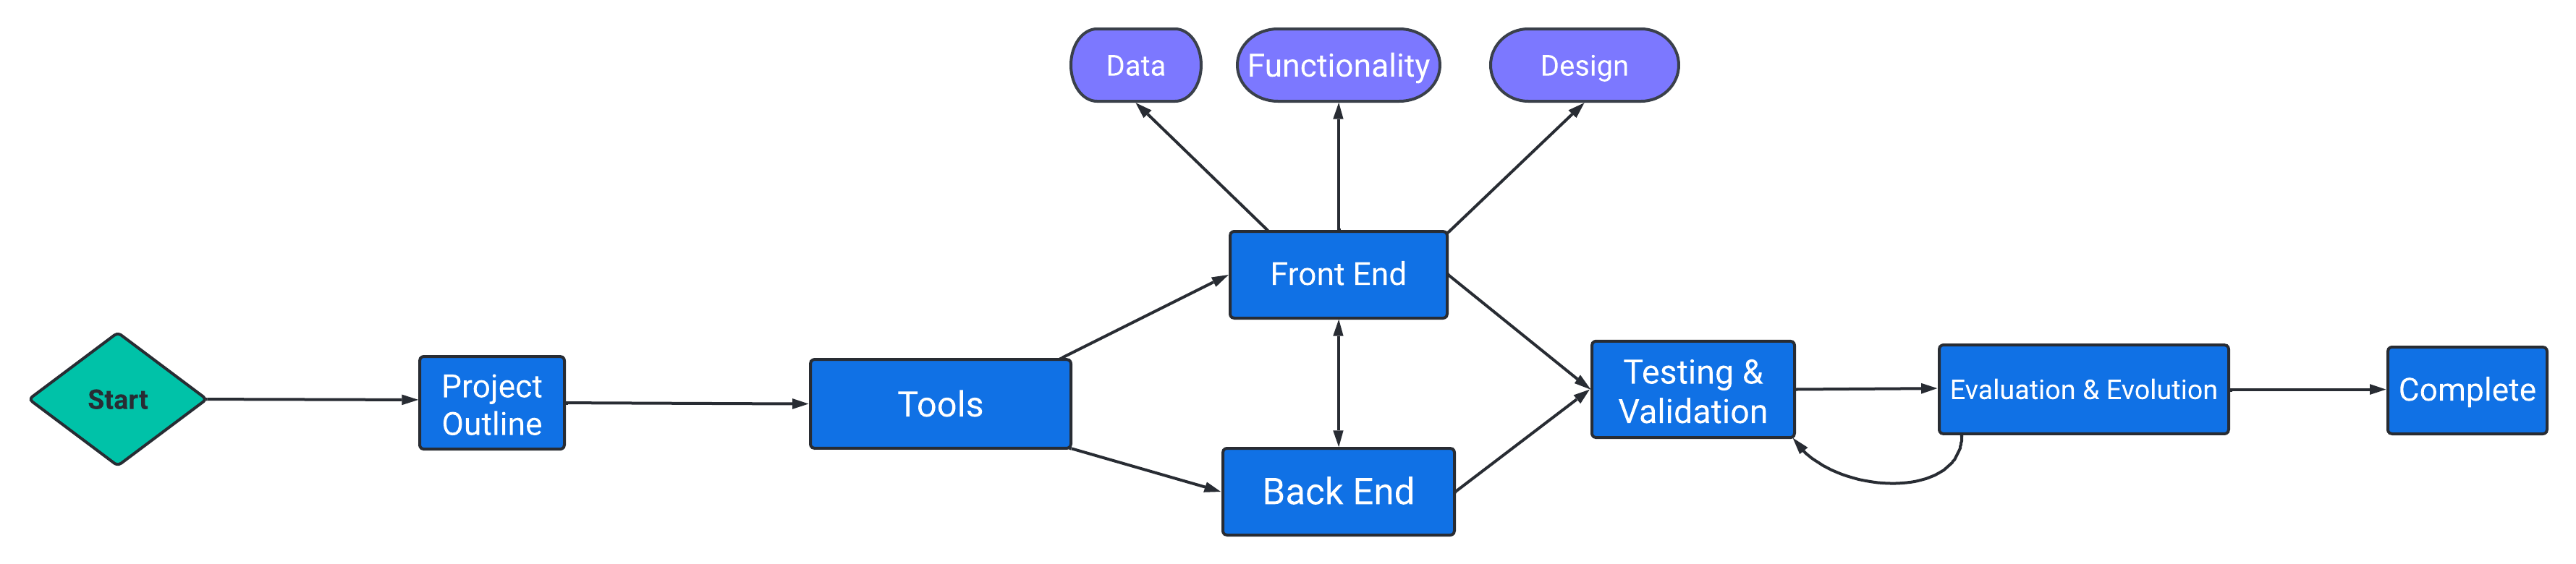 Data
Functionality
Design
Front End
Start
Project
Outline
Tools
Back End
Testing &
Validation
Evaluation & Evolution
Complete